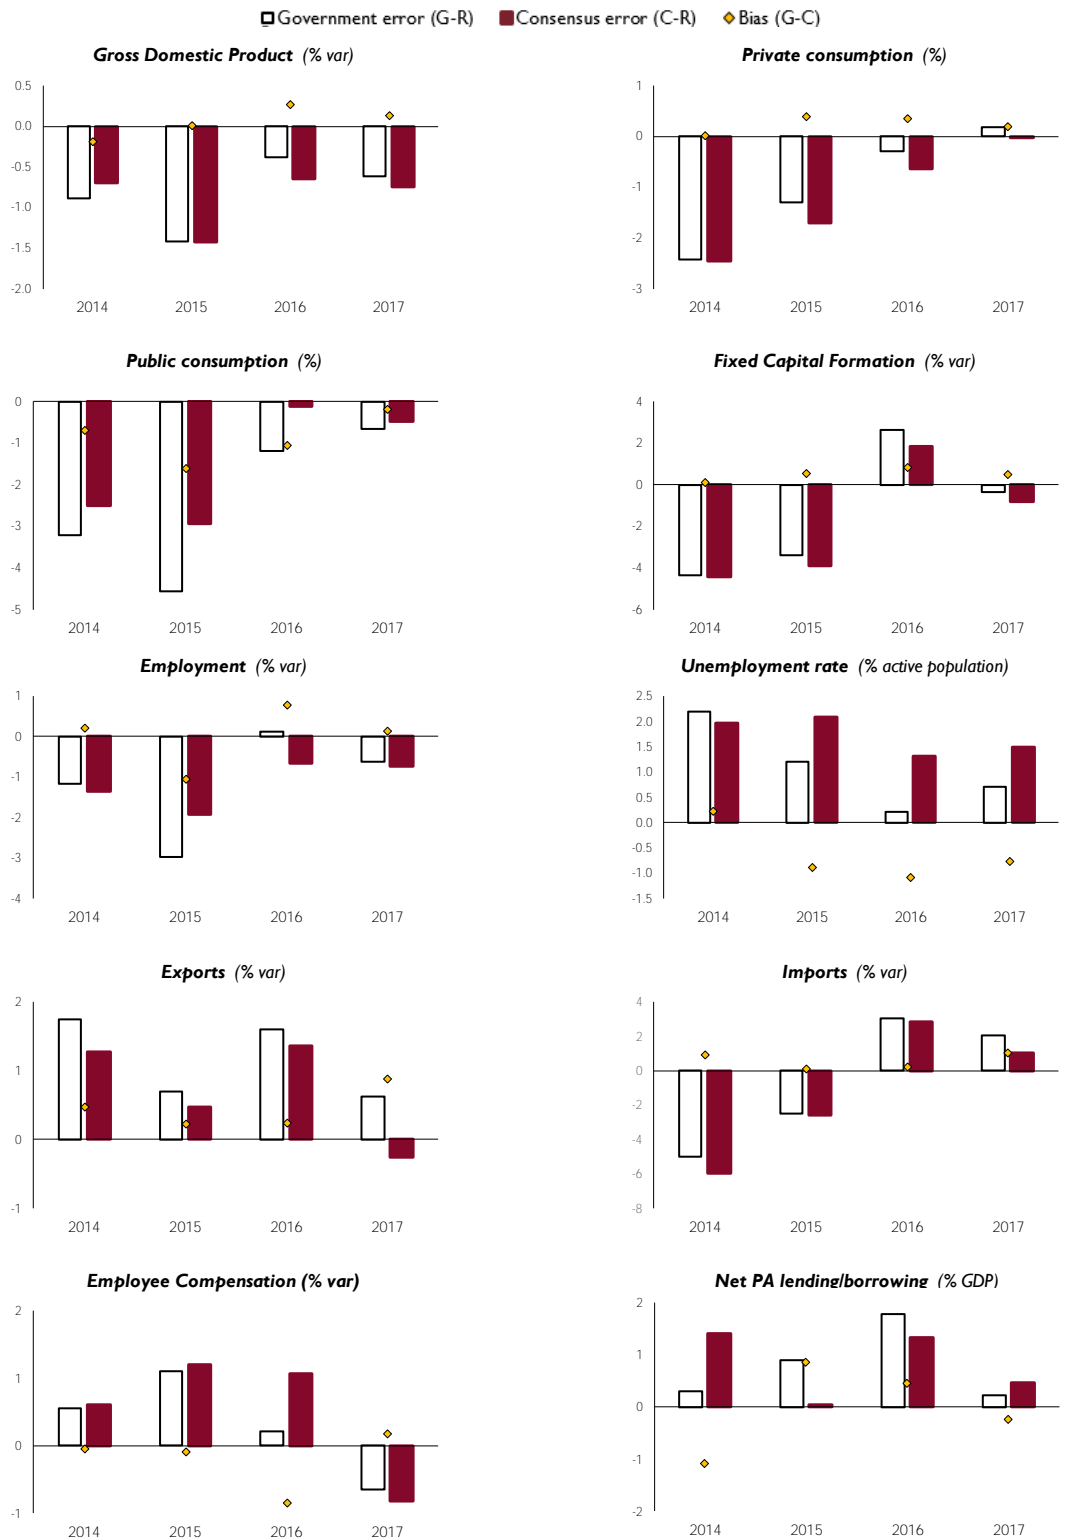 Government error (G-R) Consensus error (C-R) Bias (G-C)
Gross Domestic Product (% var)
0.5
0.0
-0.5
-1.0
-1.5
-2.0
2014 2015 2016 2017
Private consumption (%)
1
0
-1
-2
-3
2014 2015 2016 2017
Public consumption (%)
0
-1
-2
-3
-4
-5
2014 2015 2016 2017
Fixed Capital Formation (% var)
4
2
0
-2
-4
-6
2014 2015 2016 2017
Employment (% var)
1
0
-1
-2
-3
-4
2014 2015 2016 2017
Unemployment rate (% active population)
2.5
2.0
1.5
1.0
0.5
0.0
-0.5
-1.0
-1.5
2014 2015 2016 2017
Exports (% var)
2
1
0
-1
2014 2015 2016 2017
Imports (% var)
4
2
0
-2
-4
-6
-8
2014 2015 2016 2017
Employee Compensation (% var)
2
1
0
-1
2014 2015 2016 2017
Net PA lending/borrowing (% GDP)
2
1
0
-1
-2
2014 2015 2016 2017